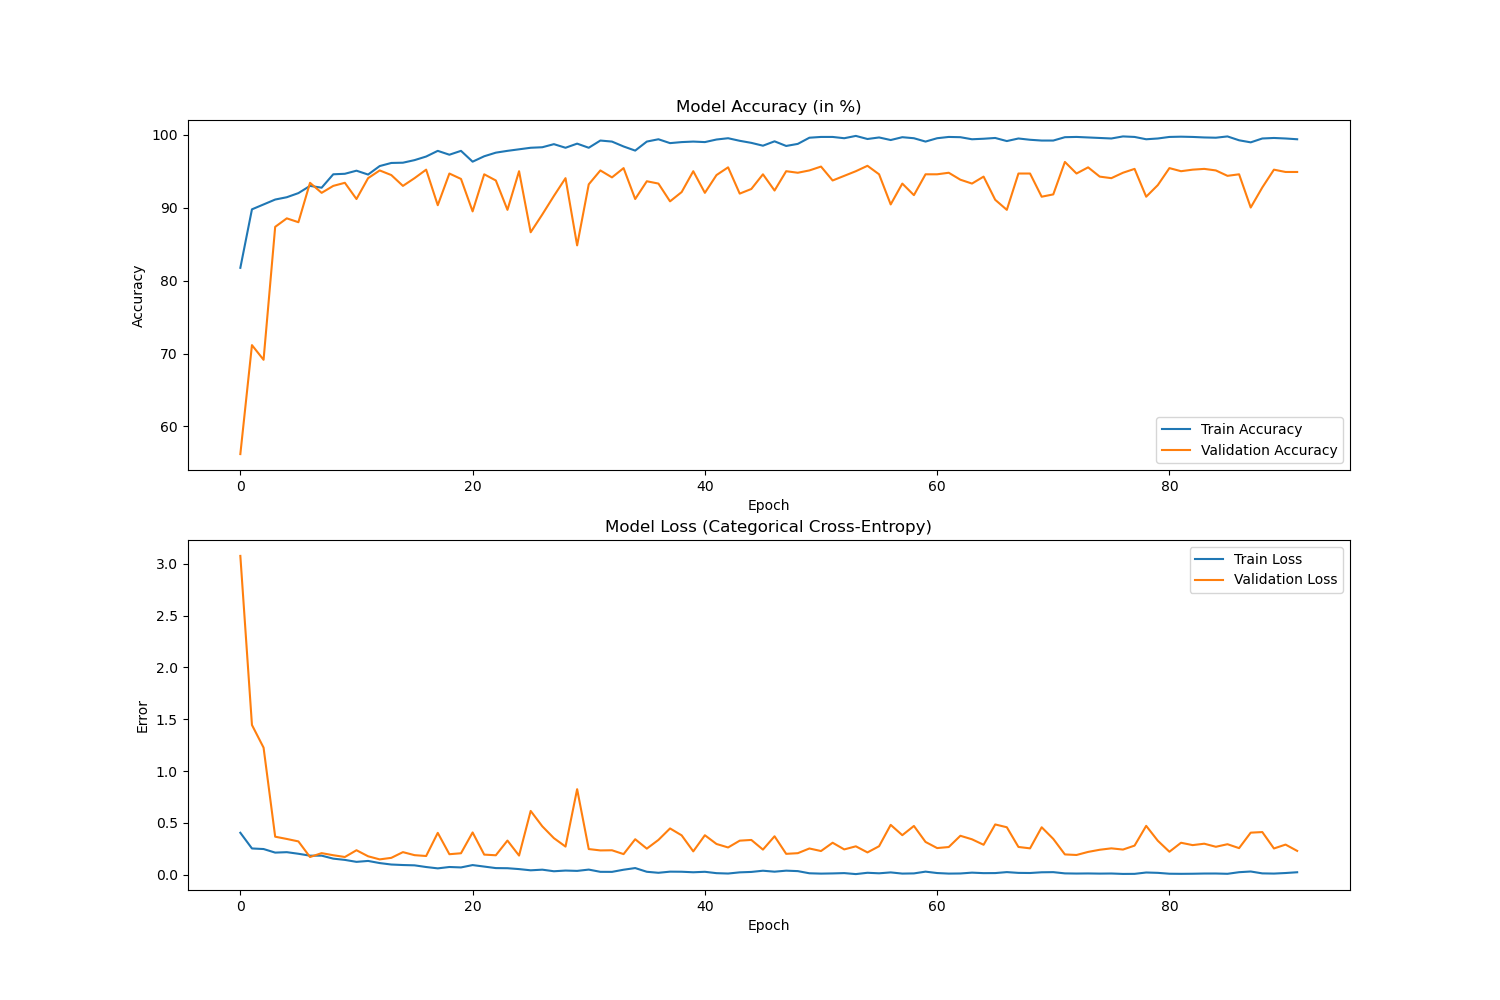 Model Accuracy (in %)
100
90
80
70
60
Accuracy
Train Accuracy
Validation Accuracy
0 20 40 60 80
Epoch
Model Loss (Categorical Cross-Entropy)
3.0
2.5
2.0
1.5
1.0
0.5
0.0
Error
Train Loss
Validation Loss
0 20 40 60 80
Epoch